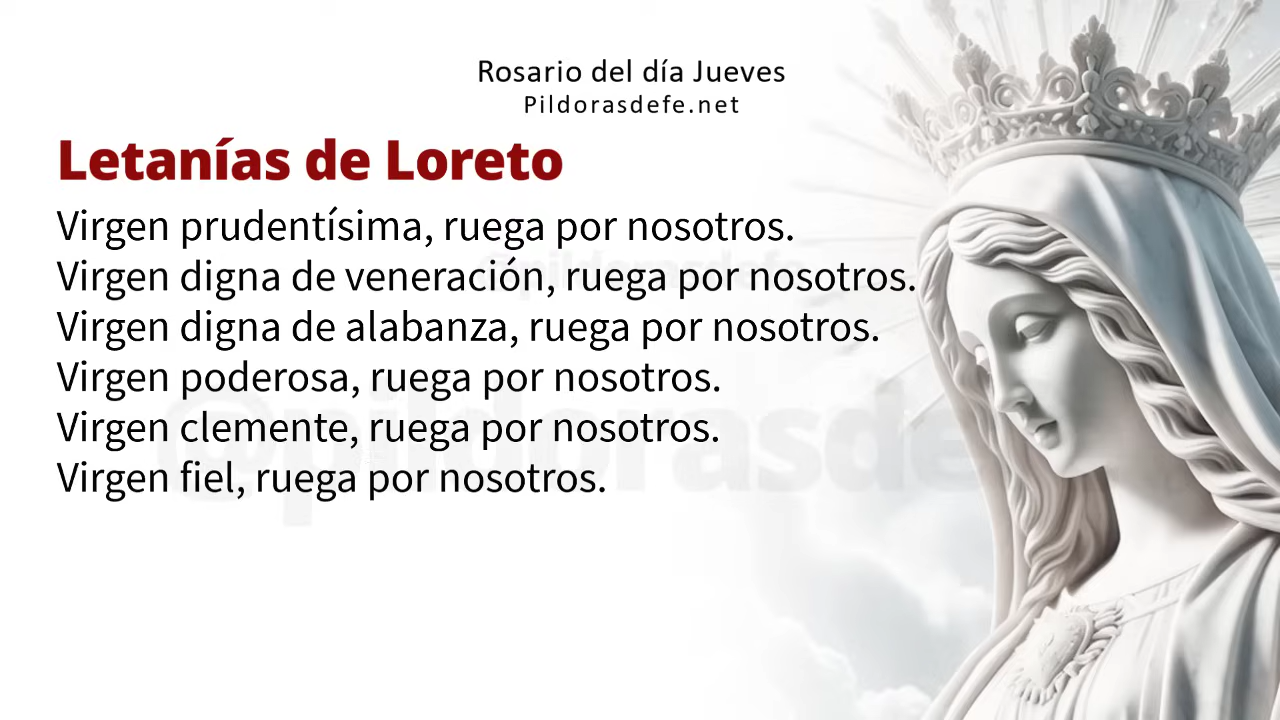 Rosario del día Jueves
Pildorasdefe.net
Letanías de Loreto
Virgen prudentísima, ruega por nosotros.
Virgen digna de veneración, ruega por nosotros.
Virgen digna de alabanza, ruega por nosotros.
Virgen poderosa, ruega por nosotros.
Virgen clemente, ruega por nosotros.
Virgen fiel, ruega por nosotros.
@pildorasdefe
@pildorasde